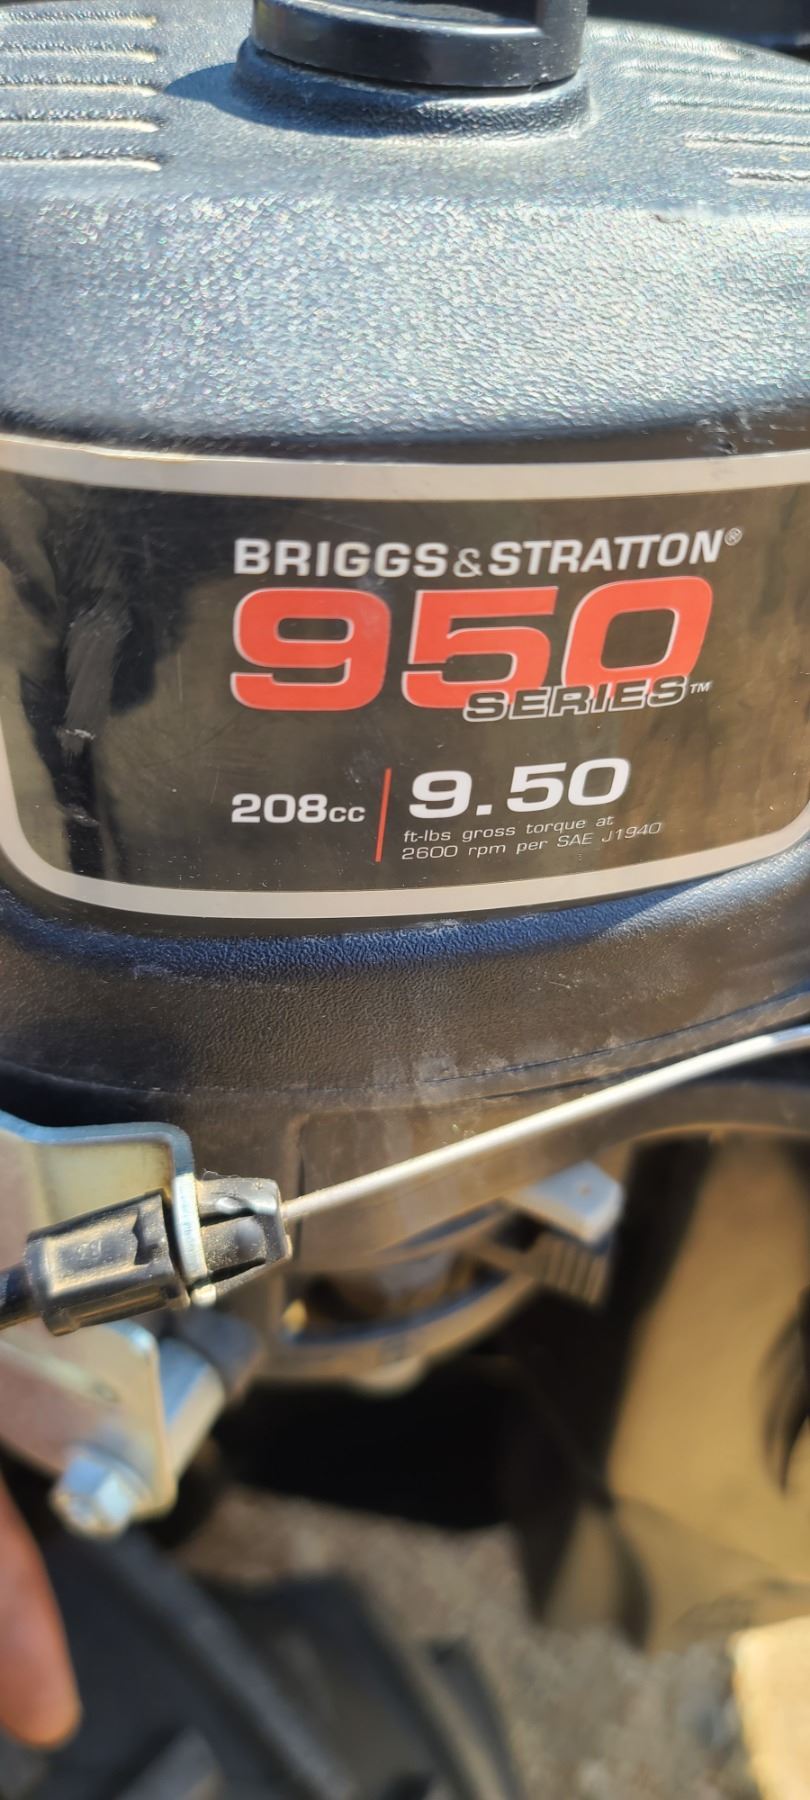 BRIGGS&STRATTON®
950
SERIES™
208cc
9.50
ft-lbs gross torque at
2600 rpm per SAE J1940